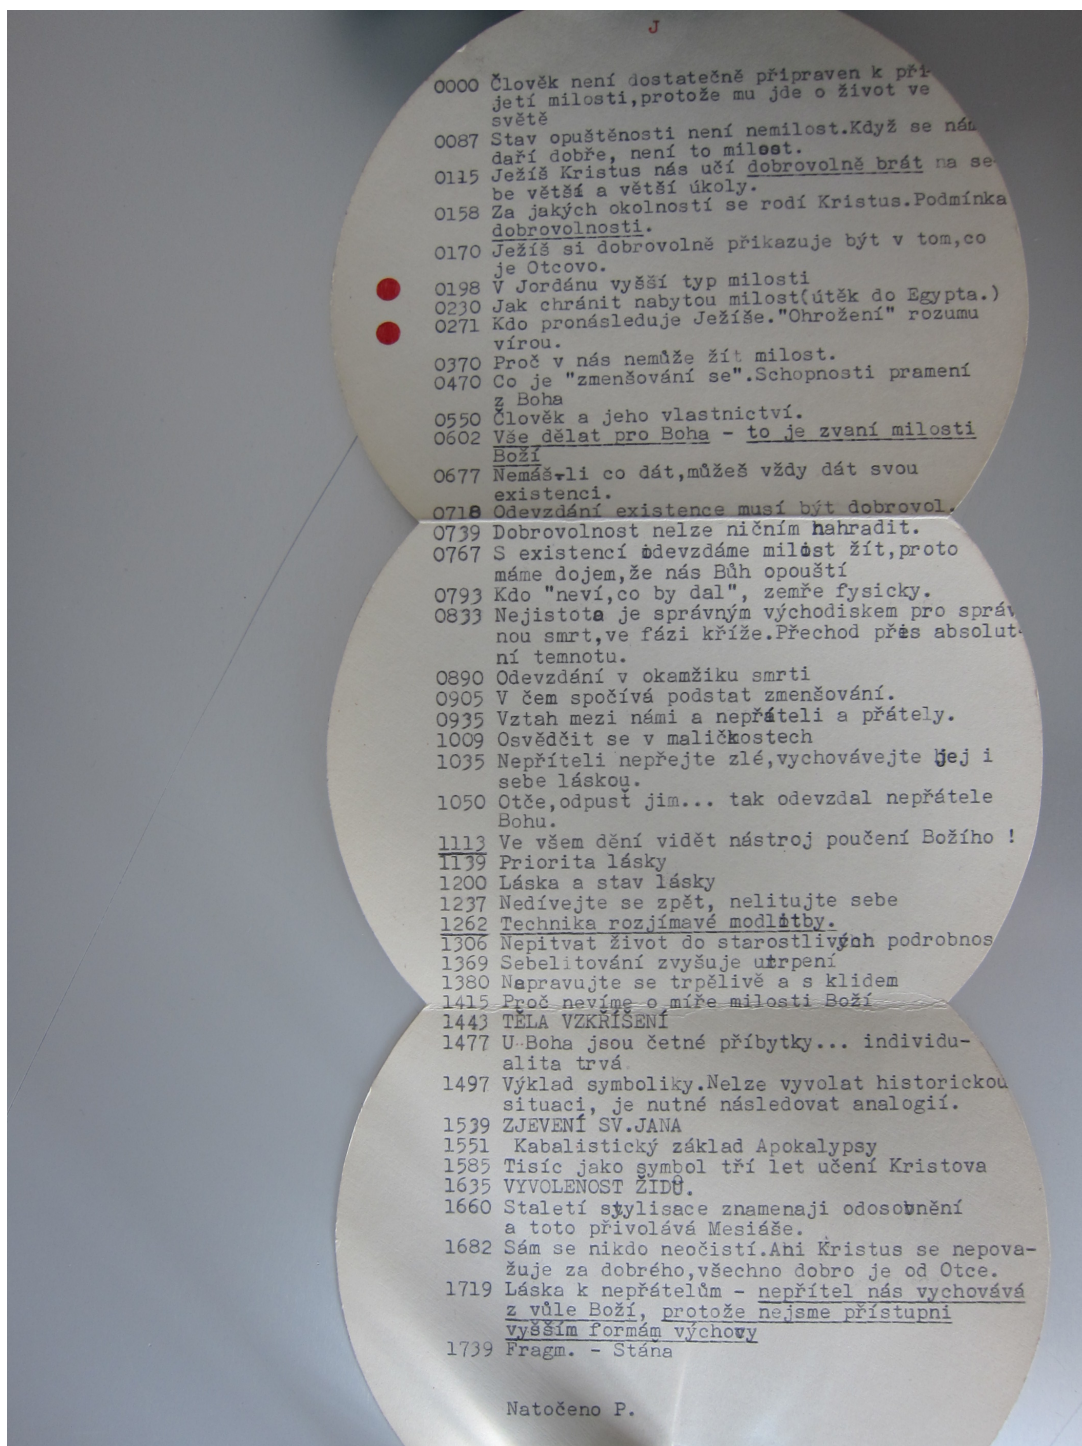 J
0000 Člověk není dostatečně připraven k při-
jetí milosti,protože mu jde o život ve
světě
0087 Stav opuštěnosti není nemilost.Když se nám
daří dobře, není to milost.
0115 Ježíš Kristus nás učí dobrovolně brát na se-
be větší a větší úkoly.
0158 Za jakých okolností se rodí Kristus.Podmínka
dobrovolnosti.
0170 Ježíš si dobrovolně přikazuje být v tom,co
je Otcovo.
0198 V Jordánu vyšší typ milosti
0230 Jak chránit nabytou milost(útěk do Egypta.)
0271 Kdo pronásleduje Ježíše."Ohrožení" rozumu
vírou.
0370 Proč v nás nemůže žít milost.
0470 Co je "zmenšování se".Schopnosti pramení
z Boha
0550 Člověk a jeho vlastnictví.
0602 Vše dělat pro Boha - to je zvaní milosti
Boží
0677 Nemáš-li co dát,můžeš vždy dát svou
existenci.
0718 Odevzdání existence musí být dobrovol.
0739 Dobrovolnost nelze ničním nahradit.
0767 S existencí odevzdáme milost žít,proto
máme dojem,že nás Bůh opouští
0793 Kdo "neví,co by dal", zemře fysicky.
0833 Nejistota je správným východiskem pro správ
nou smrt,ve fázi kříže.Přechod přes absolut-
ní temnotu.
0890 Odevzdání v okamžiku smrti
0905 V čem spočívá podstat zmenšování.
0935 Vztah mezi námi a nepřáteli a přátely.
1009 Osvědčit se v maličkostech
1035 Nepříteli nepřejte zlé,vychovávejte jej i
sebe láskou.
1050 Otče,odpusť jim... tak odevzdal nepřátele
Bohu.
1113 Ve všem dění vidět nástroj poučení Božího !
1139 Priorita lásky
1200 Láska a stav lásky
1237 Nedívejte se zpět, nelitujte sebe
1262 Technika rozjímavé modlitby.
1306 Nepitvat život do starostlivých podrobnos
1369 Sebelitování zvyšuje utrpení
1380 Napravujte se trpělivě a s klidem
1415 Proč nevíme o míře milosti Boží
1443 TĚLA VZKŘÍŠENÍ
1477 U Boha jsou četné příbytky... individu-
alita trvá
1497 Výklad symboliky.Nelze vyvolat historickou
situaci, je nutné následovat analogií.
1539 ZJEVENÍ SV.JANA
1551 Kabalistický základ Apokalypsy
1585 Tisíc jako symbol tří let učení Kristova
1635 VYVOLENOST ŽIDŮ.
1660 Staletí stylisace znamenaji odosobnění
a toto přivolává Mesiáše.
1682 Sám se nikdo neočistí.Ani Kristus se nepova-
žuje za dobrého,všechno dobro je od Otce.
1719 Láska k nepřátelům - nepřítel nás vychovává
z vůle Boží, protože nejsme přístupni
vyšším formám výchovy
1739 Fragm. - Stáňa
Natočeno P.